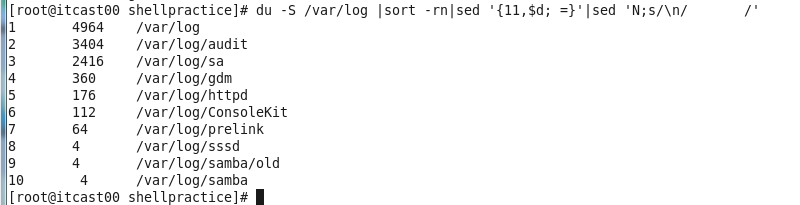 [root@itcast00 shellpractice]# du -S /var/log |sort -rn|sed '{11,$d; =}'|sed 'N;s/\n/       /'
1       4964    /var/log
2       3404    /var/log/audit
3       2416    /var/log/sa
4       360     /var/log/gdm
5       176     /var/log/httpd
6       112     /var/log/ConsoleKit
7       64      /var/log/prelink
8       4       /var/log/sssd
9       4       /var/log/samba/old
10       4      /var/log/samba
[root@itcast00 shellpractice]#